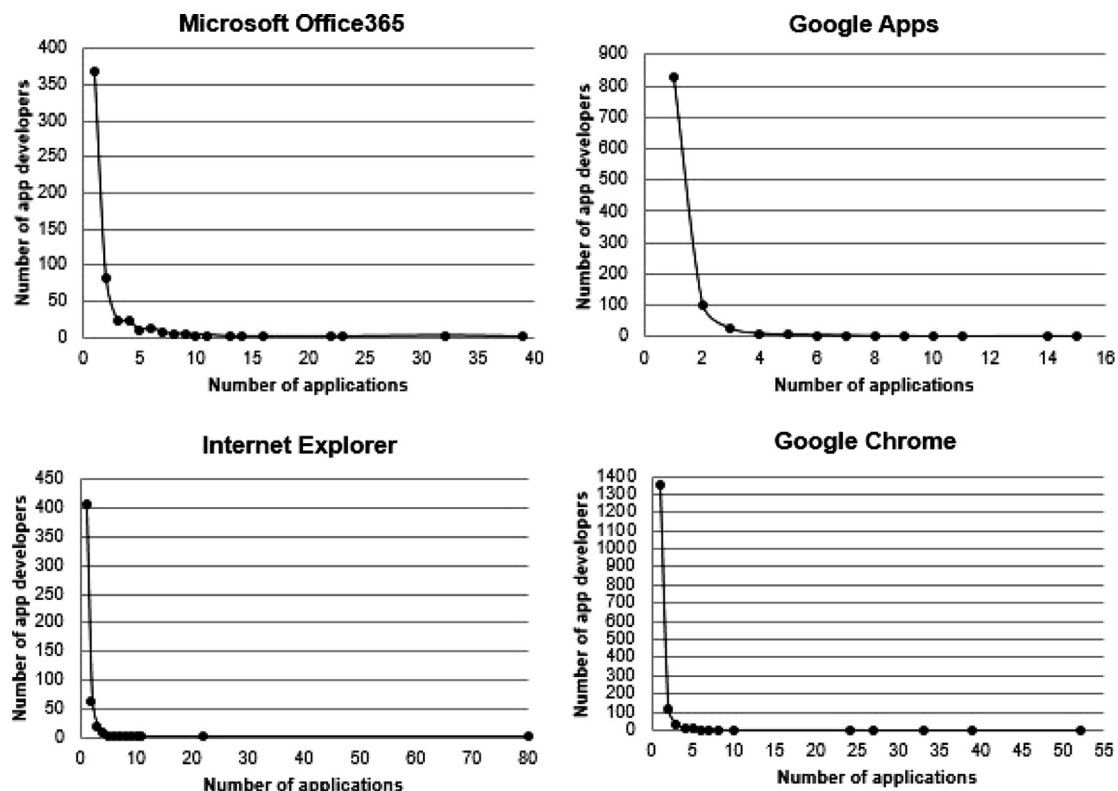 Microsoft Office365
Number of app developers
400
350
300
250
200
150
100
50
0
0 5 10 15 20 25 30 35 40
Number of applications
Google Apps
Number of app developers
900
800
700
600
500
400
300
200
100
0
0 2 4 6 8 10 12 14 16
Number of applications
Internet Explorer
Number of app developers
450
400
350
300
250
200
150
100
50
0
0 10 20 30 40 50 60 70 80
Number of applications
Google Chrome
Number of app developers
1400
1300
1200
1100
1000
900
800
700
600
500
400
300
200
100
0
0 5 10 15 20 25 30 35 40 45 50 55
Number of applications